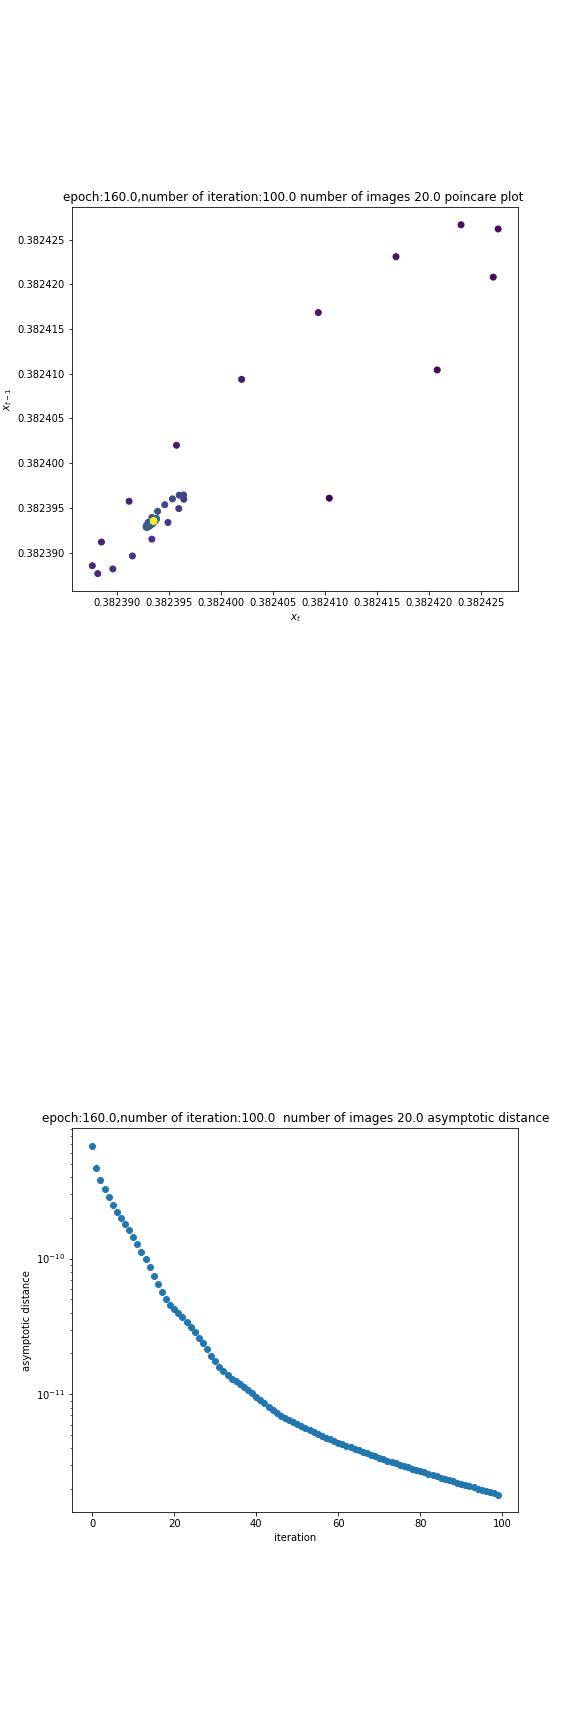 epoch:160.0,number of iteration:100.0 number of images 20.0 poincare plot
0.382425
0.382420
0.382415
0.382410
0.382405
0.382400
0.382395
0.382390
x_{t-1}
0.382390 0.382395 0.382400 0.382405 0.382410 0.382415 0.382420 0.382425
x_t
epoch:160.0,number of iteration:100.0  number of images 20.0 asymptotic distance
10^{-10}
10^{-11}
asymptotic distance
0 20 40 60 80 100
iteration